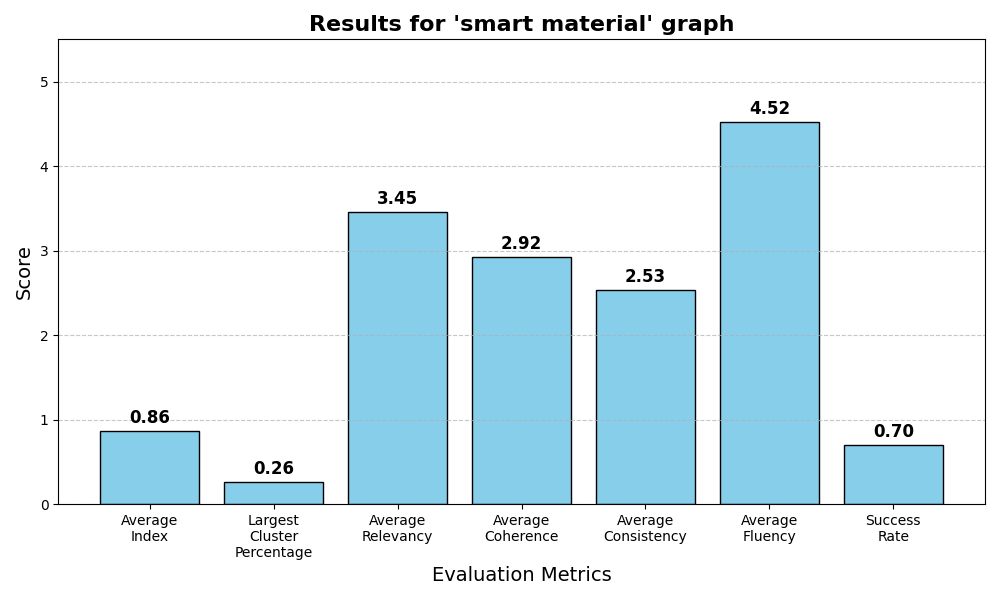 Results for 'smart material' graph
Score
5
4
3
2
1
0
0.86
0.26
3.45
2.92
2.53
4.52
0.70
Average
Index
Largest
Cluster
Percentage
Average
Relevancy
Average
Coherence
Average
Consistency
Average
Fluency
Success
Rate
Evaluation Metrics